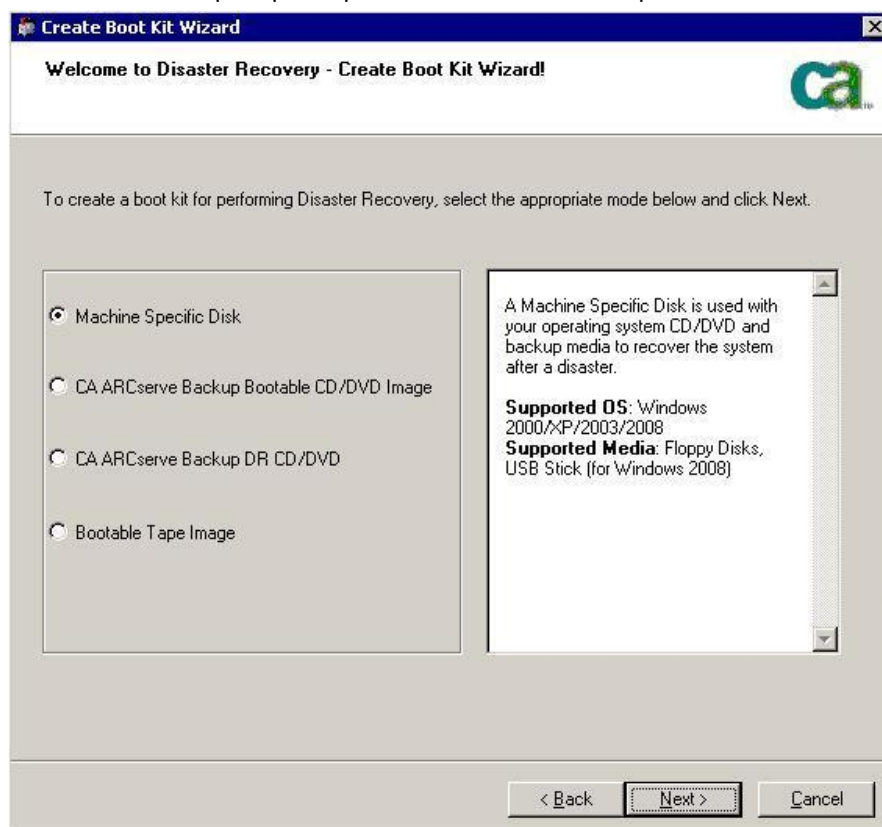 Create Boot Kit Wizard
Welcome to Disaster Recovery - Create Boot Kit Wizard!
ca
To create a boot kit for performing Disaster Recovery, select the appropriate mode below and click Next.
Machine Specific Disk
CA ARCserve Backup Bootable CD/DVD Image
CA ARCserve Backup DR CD/DVD
Bootable Tape Image
A Machine Specific Disk is used with
your operating system CD/DVD and
backup media to recover the system
after a disaster.
Supported OS: Windows
2000/XP/2003/2008
Supported Media: Floppy Disks,
USB Stick (for Windows 2008)
< Back
Next >
Cancel